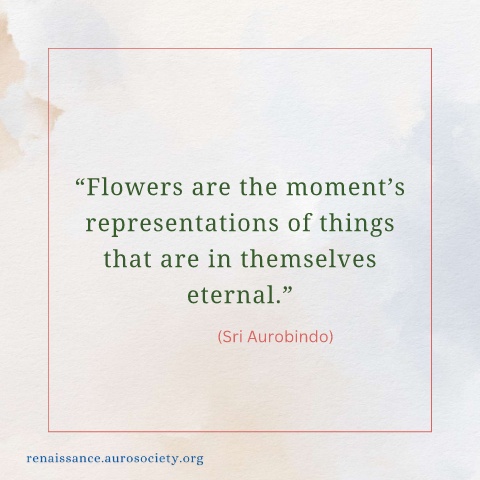 “Flowers are the moment’s
representations of things
that are in themselves
eternal.”
(Sri Aurobindo)
renaissance.aurosociety.org